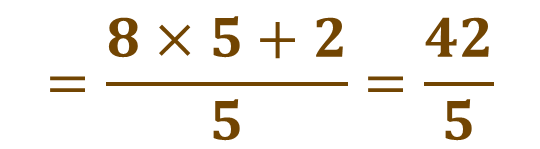 = (8 × 5 + 2)/5 = 42/5